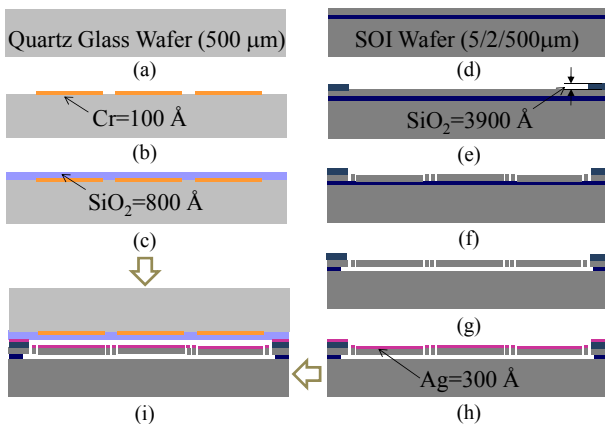 Quartz Glass Wafer (500 μm)
(a)
Cr=100 Å
(b)
SiO₂=800 Å
(c)
SOI Wafer (5/2/500μm)
(d)
SiO₂=3900 Å
(e)
(f)
(g)
Ag=300 Å
(h)
(i)